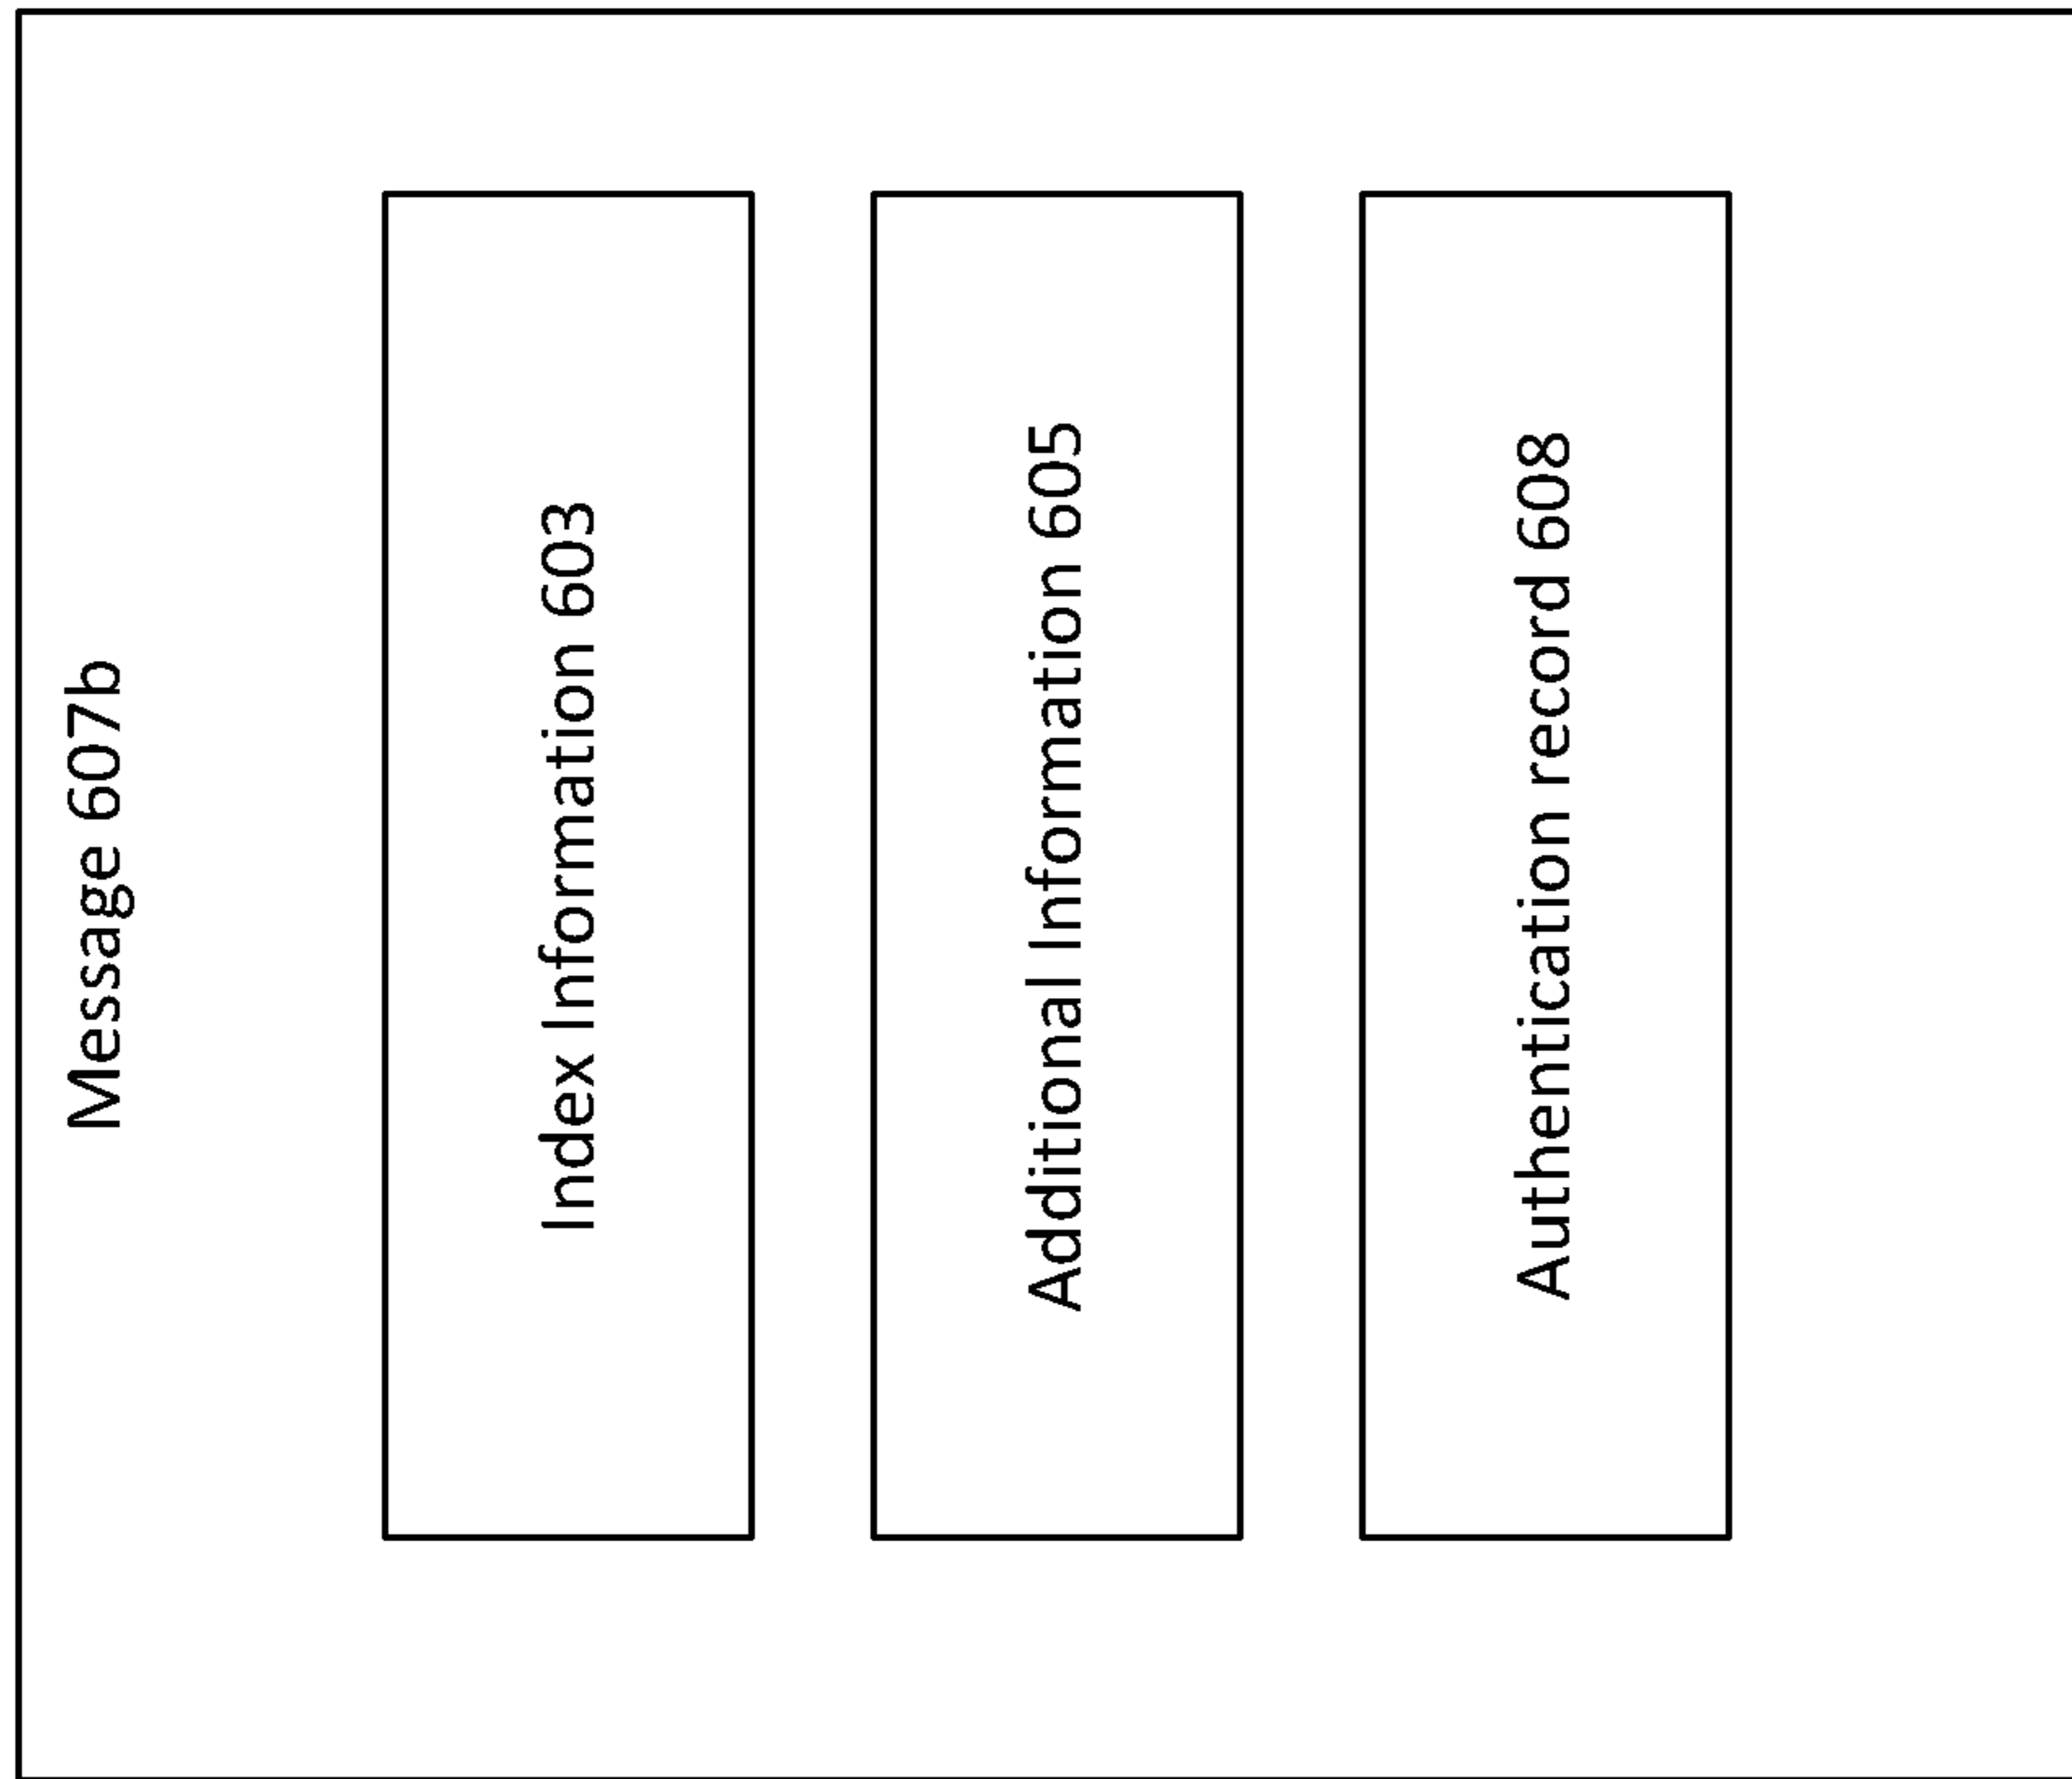 Message 607b
Index Information 603
Additional Information 605
Authentication record 608